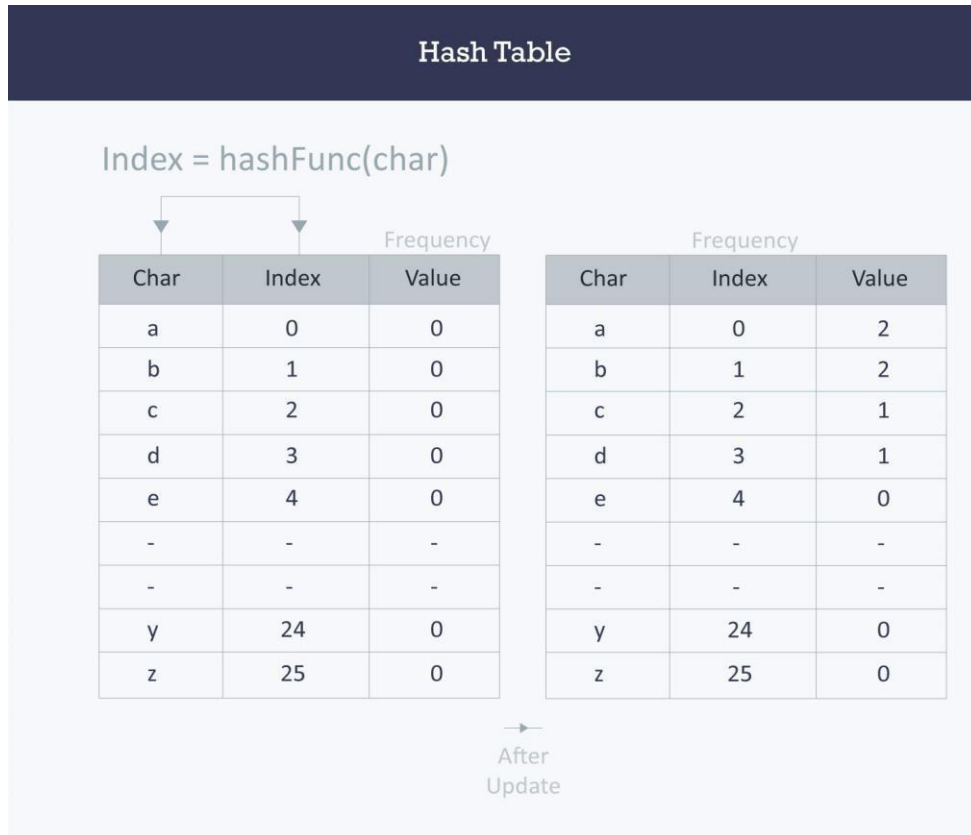 Hash Table
Index = hashFunc(char)
Frequency
Char Index Value
a 0 0
b 1 0
c 2 0
d 3 0
e 4 0
- - -
- - -
y 24 0
z 25 0
Frequency
Char Index Value
a 0 2
b 1 2
c 2 1
d 3 1
e 4 0
- - -
- - -
y 24 0
z 25 0
After
Update